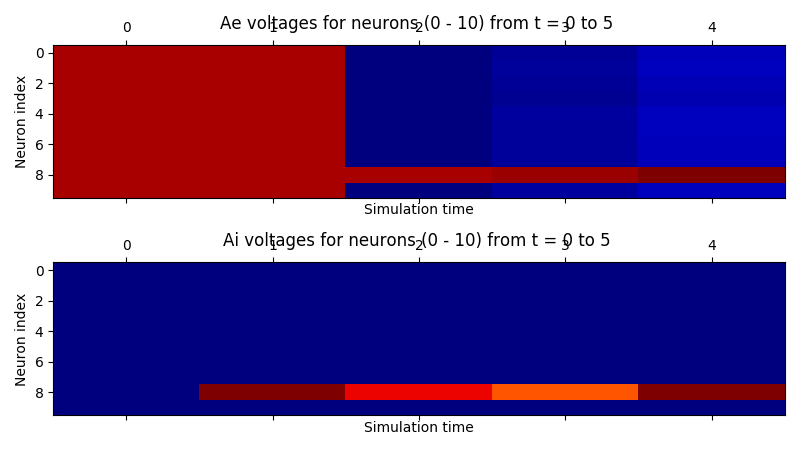 Ae voltages for neurons (0 - 10) from t = 0 to 5
0 1 2 3 4
Neuron index
0
2
4
6
8
Simulation time
Ai voltages for neurons (0 - 10) from t = 0 to 5
0 1 2 3 4
Neuron index
0
2
4
6
8
Simulation time